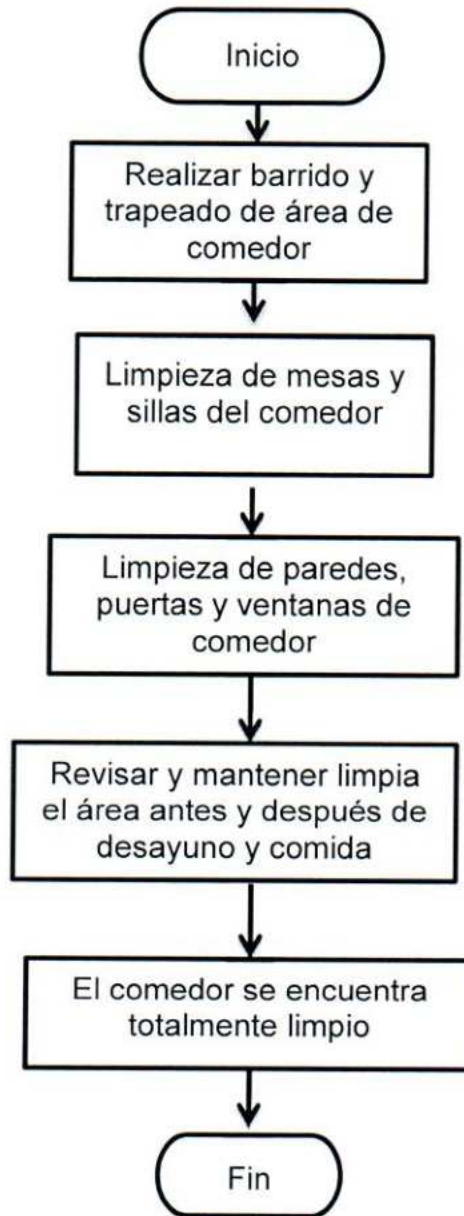 Inicio
Realizar barrido y
trapeado de área de
comedor
Limpieza de mesas y
sillas del comedor
Limpieza de paredes,
puertas y ventanas de
comedor
Revisar y mantener limpia
el área antes y después de
desayuno y comida
El comedor se encuentra
totalmente limpio
Fin